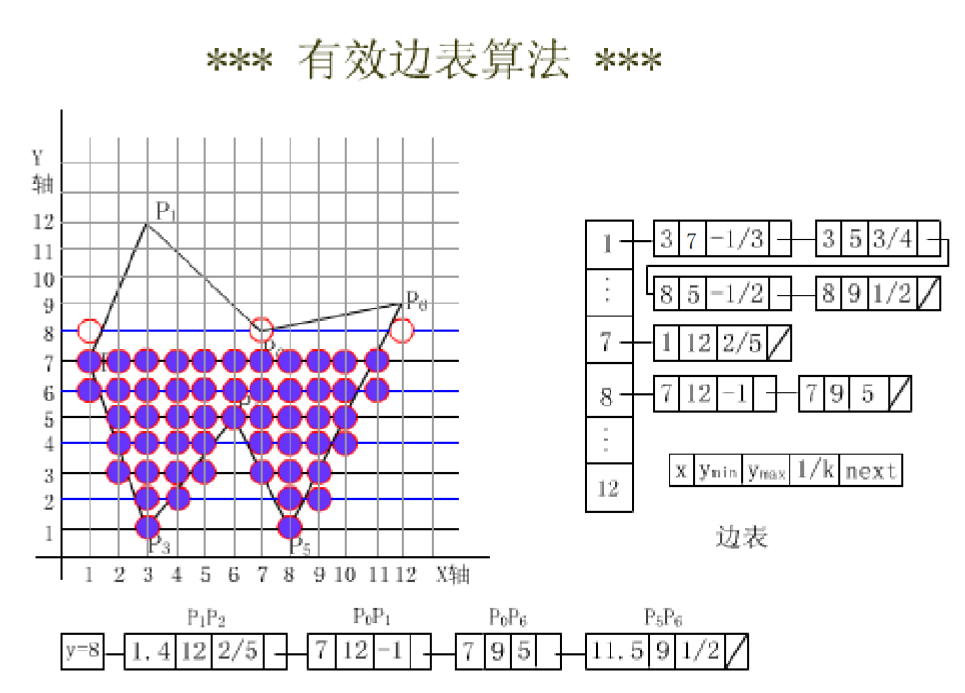 *** 有效边表算法 ***
Y
轴
12
11
10
9
8
7
6
5
4
3
2
1
P₁
P₆
P₃
P₅
1 2 3 4 5 6 7 8 9 10 11 12 X轴
1 3 7 -1/3 3 5 3/4
⋮ 8 5 -1/2 8 9 1/2
7 1 12 2/5
8 7 12 -1 7 9 5
⋮
12
x yₘᵢₙ yₘₐₓ 1/k next
边表
P₁P₂ P₀P₁ P₀P₆ P₅P₆
y=8 1.4 12 2/5 7 12 -1 7 9 5 11.5 9 1/2